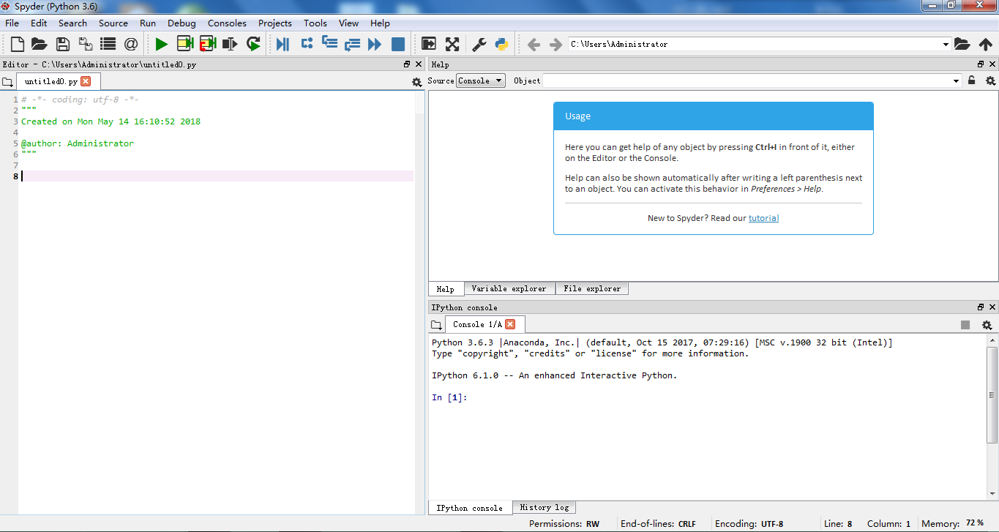 Spyder (Python 3.6)
File Edit Search Source Run Debug Consoles Projects Tools View Help
C:\Users\Administrator
Editor - C:\Users\Administrator\untitled0.py
untitled0.py
1 # -*- coding: utf-8 -*-
2 """
3 Created on Mon May 14 16:10:52 2018
4
5 @author: Administrator
6 """
7
8
Help
Source Console Object
Usage
Here you can get help of any object by pressing Ctrl+I in front of it, either
on the Editor or the Console.
Help can also be shown automatically after writing a left parenthesis next
to an object. You can activate this behavior in Preferences > Help.
New to Spyder? Read our tutorial
Help Variable explorer File explorer
IPython console
Console 1/A
Python 3.6.3 |Anaconda, Inc.| (default, Oct 15 2017, 07:29:16) [MSC v.1900 32 bit (Intel)]
Type "copyright", "credits" or "license" for more information.
IPython 6.1.0 -- An enhanced Interactive Python.
In [1]:
IPython console History log
Permissions: RW End-of-lines: CRLF Encoding: UTF-8 Line: 8 Column: 1 Memory: 72 %